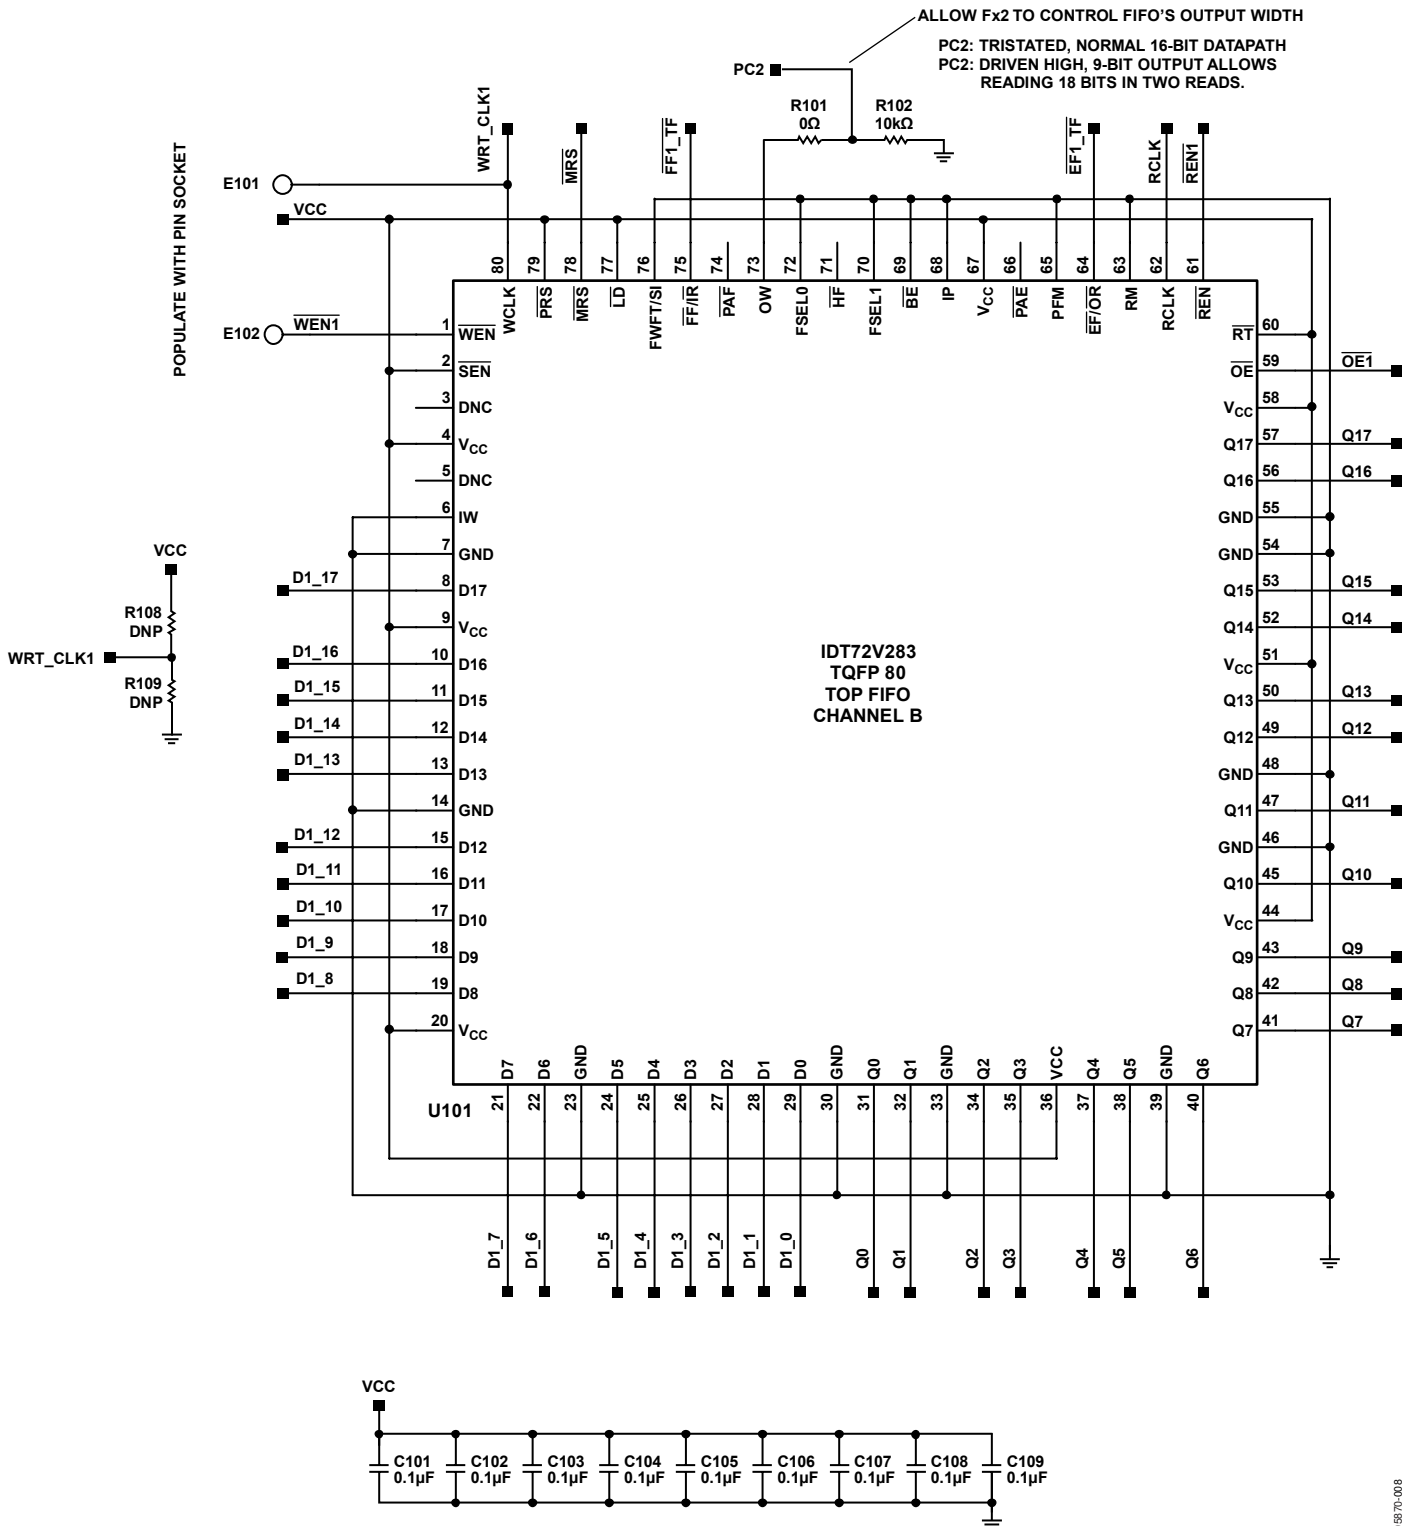 ALLOW Fx2 TO CONTROL FIFO'S OUTPUT WIDTH
PC2: TRISTATED, NORMAL 16-BIT DATAPATH
PC2: DRIVEN HIGH, 9-BIT OUTPUT ALLOWS
READING 18 BITS IN TWO READS.
PC2
R101
0Ω
R102
10kΩ
POPULATE WITH PIN SOCKET
WRT_CLK1
MRS
FF1_TF
EF1_TF
RCLK
REN1
E101
VCC
E102
WEN1
80
79
78
77
76
75
74
73
72
71
70
69
68
67
66
65
64
63
62
61
WCLK
PRS
MRS
LD
FWFT/SI
FF/IR
PAF
OW
FSEL0
HF
FSEL1
BE
IP
VCC
PAE
PFM
EF/OR
RM
RCLK
REN
1 WEN
2 SEN
3 DNC
4 VCC
5 DNC
6 IW
7 GND
D1_17 8 D17
9 VCC
D1_16 10 D16
D1_15 11 D15
D1_14 12 D14
D1_13 13 D13
14 GND
D1_12 15 D12
D1_11 16 D11
D1_10 17 D10
D1_9 18 D9
D1_8 19 D8
20 VCC
VCC
R108
DNP
WRT_CLK1
R109
DNP
IDT72V283
TQFP 80
TOP FIFO
CHANNEL B
RT 60
OE 59 OE1
VCC 58
Q17 57 Q17
Q16 56 Q16
GND 55
GND 54
Q15 53 Q15
Q14 52 Q14
VCC 51
Q13 50 Q13
Q12 49 Q12
GND 48
Q11 47 Q11
GND 46
Q10 45 Q10
VCC 44
Q9 43 Q9
Q8 42 Q8
Q7 41 Q7
D7
D6
GND
D5
D4
D3
D2
D1
D0
GND
Q0
Q1
GND
Q2
Q3
VCC
Q4
Q5
GND
Q6
U101
21
22
23
24
25
26
27
28
29
30
31
32
33
34
35
36
37
38
39
40
D1_7
D1_6
D1_5
D1_4
D1_3
D1_2
D1_1
D1_0
Q0
Q1
Q2
Q3
Q4
Q5
Q6
VCC
C101
0.1µF
C102
0.1µF
C103
0.1µF
C104
0.1µF
C105
0.1µF
C106
0.1µF
C107
0.1µF
C108
0.1µF
C109
0.1µF